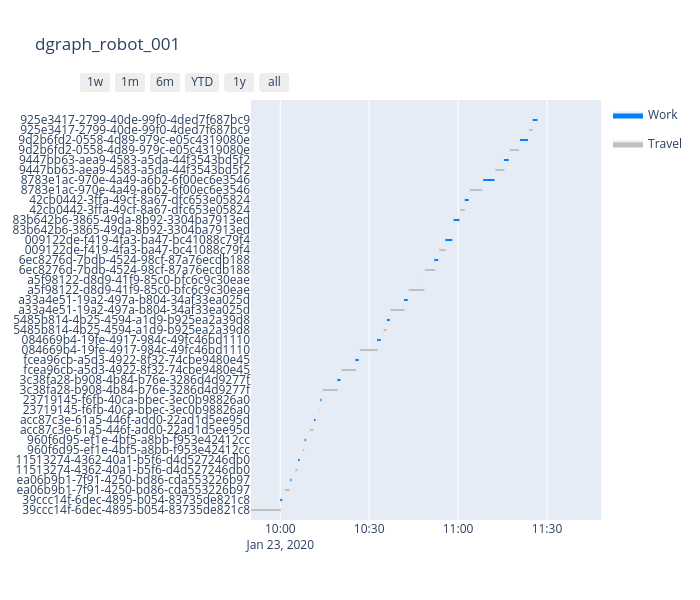 dgraph_robot_001
1w 1m 6m YTD 1y all
925e3417-2799-40de-99f0-4ded7f687bc9
925e3417-2799-40de-99f0-4ded7f687bc9
9d2b6fd2-0558-4d89-979c-e05c4319080e
9d2b6fd2-0558-4d89-979c-e05c4319080e
9447bb63-aea9-4583-a5da-44f3543bd5f2
9447bb63-aea9-4583-a5da-44f3543bd5f2
8783e1ac-970e-4a49-a6b2-6f00ec6e3546
8783e1ac-970e-4a49-a6b2-6f00ec6e3546
42cb0442-3ffa-49cf-8a67-dfc653e05824
42cb0442-3ffa-49cf-8a67-dfc653e05824
83b642b6-3865-49da-8b92-3304ba7913ed
83b642b6-3865-49da-8b92-3304ba7913ed
009122de-f419-4fa3-ba47-bc41088c79f4
009122de-f419-4fa3-ba47-bc41088c79f4
6ec8276d-7bdb-4524-98cf-87a76ecdb188
6ec8276d-7bdb-4524-98cf-87a76ecdb188
a5f98122-d8d9-41f9-85c0-bfc6c9c30eae
a5f98122-d8d9-41f9-85c0-bfc6c9c30eae
a33a4e51-19a2-497a-b804-34af33ea025d
a33a4e51-19a2-497a-b804-34af33ea025d
5485b814-4b25-4594-a1d9-b925ea2a39d8
5485b814-4b25-4594-a1d9-b925ea2a39d8
084669b4-19fe-4917-984c-49fc46bd1110
084669b4-19fe-4917-984c-49fc46bd1110
fcea96cb-a5d3-4922-8f32-74cbe9480e45
fcea96cb-a5d3-4922-8f32-74cbe9480e45
3c38fa28-b908-4b84-b76e-3286d4d9277f
3c38fa28-b908-4b84-b76e-3286d4d9277f
23719145-f6fb-40ca-bbec-3ec0b98826a0
23719145-f6fb-40ca-bbec-3ec0b98826a0
acc87c3e-61a5-446f-add0-22ad1d5ee95d
acc87c3e-61a5-446f-add0-22ad1d5ee95d
960f6d95-ef1e-4bf5-a8bb-f953e42412cc
960f6d95-ef1e-4bf5-a8bb-f953e42412cc
11513274-4362-40a1-b5f6-d4d527246db0
11513274-4362-40a1-b5f6-d4d527246db0
ea06b9b1-7f91-4250-bd86-cda553226b97
ea06b9b1-7f91-4250-bd86-cda553226b97
39ccc14f-6dec-4895-b054-83735de821c8
39ccc14f-6dec-4895-b054-83735de821c8
10:00 10:30 11:00 11:30
Jan 23, 2020
Work
Travel